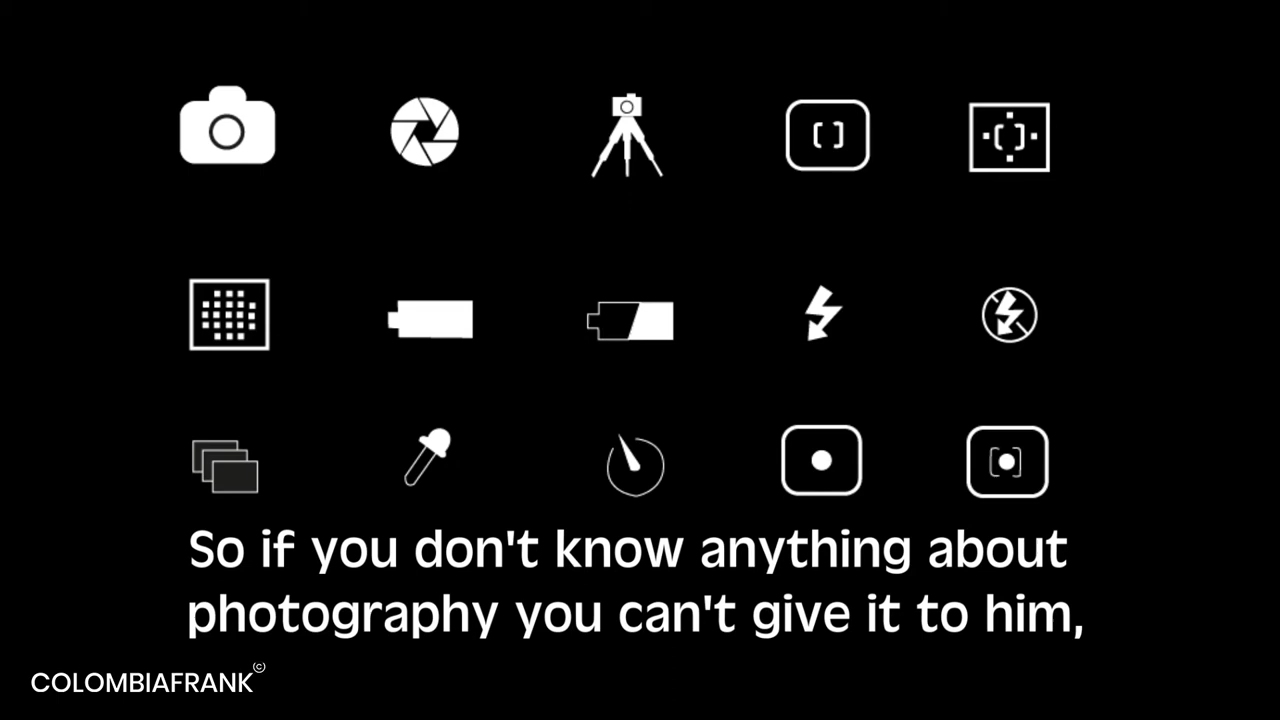 So if you don't know anything about
photography you can't give it to him,
COLOMBIAFRANK©